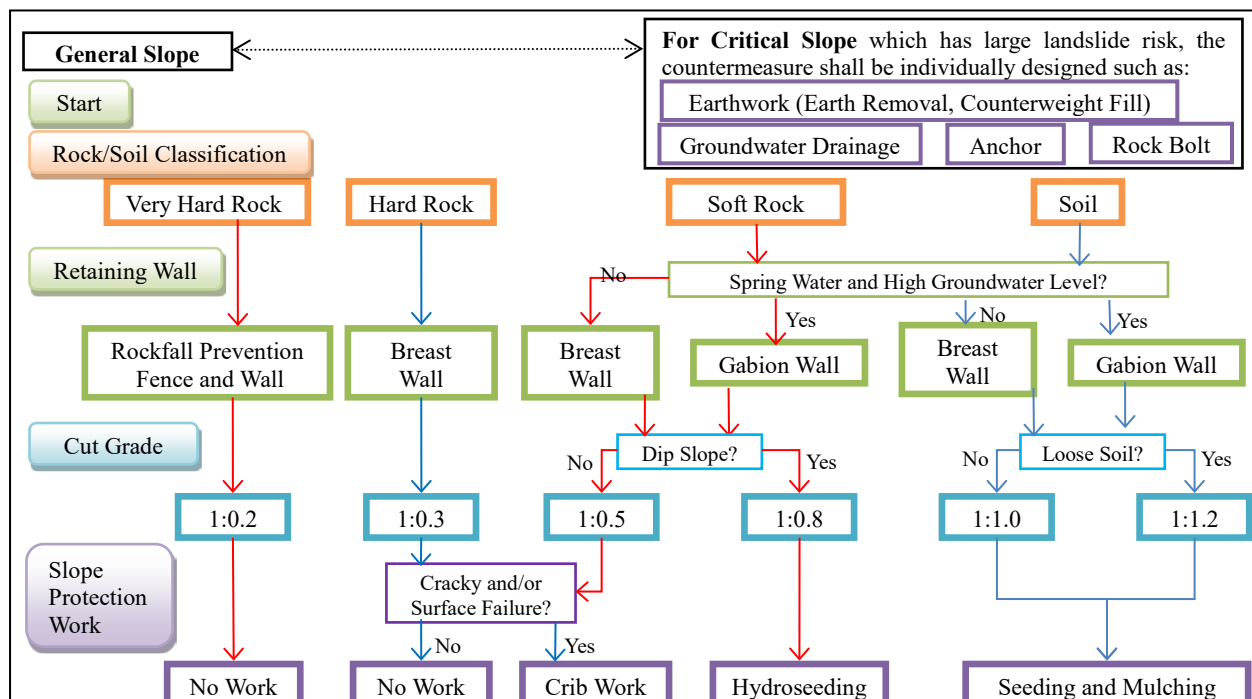 General Slope
For Critical Slope which has large landslide risk, the
countermeasure shall be individually designed such as:
Earthwork (Earth Removal, Counterweight Fill)
Groundwater Drainage
Anchor
Rock Bolt
Start
Rock/Soil Classification
Very Hard Rock
Hard Rock
Soft Rock
Soil
Retaining Wall
No
Spring Water and High Groundwater Level?
Yes
No
Yes
Rockfall Prevention
Fence and Wall
Breast
Wall
Breast
Wall
Gabion Wall
Breast
Wall
Gabion Wall
Cut Grade
No
Dip Slope?
Yes
No
Loose Soil?
Yes
1:0.2
1:0.3
1:0.5
1:0.8
1:1.0
1:1.2
Slope
Protection
Work
Cracky and/or
Surface Failure?
No
Yes
No Work
No Work
Crib Work
Hydroseeding
Seeding and Mulching